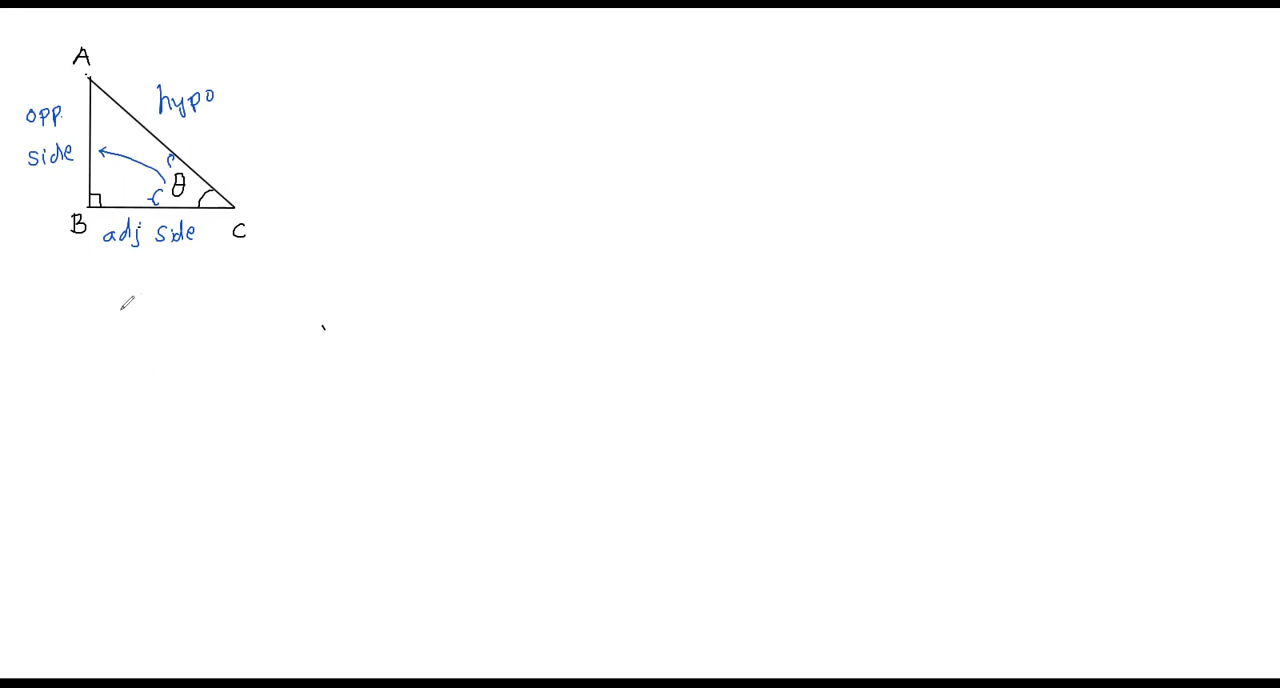 A
hypo
opp.
side
θ
B
adj side
C